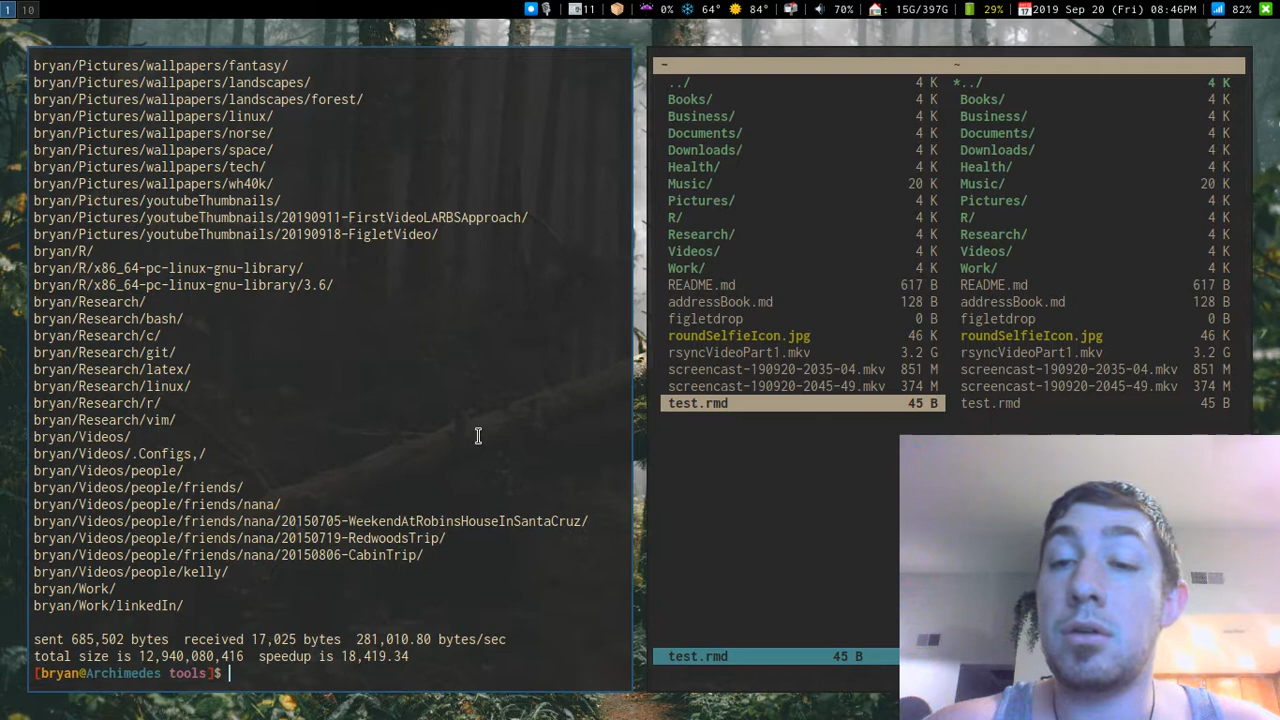 1 10 11 0% 64° 84° 70% : 15G/397G 29% 2019 Sep 20 (Fri) 08:46PM 82%
bryan/Pictures/wallpapers/fantasy/
bryan/Pictures/wallpapers/landscapes/
bryan/Pictures/wallpapers/landscapes/forest/
bryan/Pictures/wallpapers/linux/
bryan/Pictures/wallpapers/norse/
bryan/Pictures/wallpapers/space/
bryan/Pictures/wallpapers/tech/
bryan/Pictures/wallpapers/wh40k/
bryan/Pictures/youtubeThumbnails/
bryan/Pictures/youtubeThumbnails/20190911-FirstVideoLARBSApproach/
bryan/Pictures/youtubeThumbnails/20190918-FigletVideo/
bryan/R/
bryan/R/x86_64-pc-linux-gnu-library/
bryan/R/x86_64-pc-linux-gnu-library/3.6/
bryan/Research/
bryan/Research/bash/
bryan/Research/c/
bryan/Research/git/
bryan/Research/latex/
bryan/Research/linux/
bryan/Research/r/
bryan/Research/vim/
bryan/Videos/
bryan/Videos/.Configs,/
bryan/Videos/people/
bryan/Videos/people/friends/
bryan/Videos/people/friends/nana/
bryan/Videos/people/friends/nana/20150705-WeekendAtRobinsHouseInSantaCruz/
bryan/Videos/people/friends/nana/20150719-RedwoodsTrip/
bryan/Videos/people/friends/nana/20150806-CabinTrip/
bryan/Videos/people/kelly/
bryan/Work/
bryan/Work/linkedIn/
sent 685,502 bytes  received 17,025 bytes  281,010.80 bytes/sec
total size is 12,940,080,416  speedup is 18,419.34
[bryan@Archimedes tools]$
~ ~
../ 4 K *../ 4 K
Books/ 4 K Books/ 4 K
Business/ 4 K Business/ 4 K
Documents/ 4 K Documents/ 4 K
Downloads/ 4 K Downloads/ 4 K
Health/ 4 K Health/ 4 K
Music/ 20 K Music/ 20 K
Pictures/ 4 K Pictures/ 4 K
R/ 4 K R/ 4 K
Research/ 4 K Research/ 4 K
Videos/ 4 K Videos/ 4 K
Work/ 4 K Work/ 4 K
README.md 617 B README.md 617 B
addressBook.md 128 B addressBook.md 128 B
figletdrop 0 B figletdrop 0 B
roundSelfieIcon.jpg 46 K roundSelfieIcon.jpg 46 K
rsyncVideoPart1.mkv 3.2 G rsyncVideoPart1.mkv 3.2 G
screencast-190920-2035-04.mkv 851 M screencast-190920-2035-04.mkv 851 M
screencast-190920-2045-49.mkv 374 M screencast-190920-2045-49.mkv 374 M
test.rmd 45 B test.rmd 45 B
test.rmd 45 B